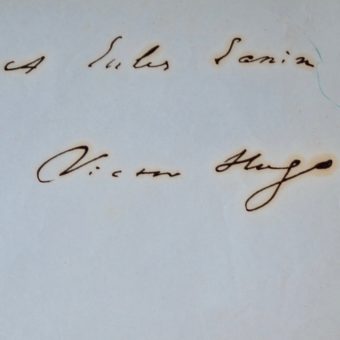 A Jules Janin
Victor Hugo